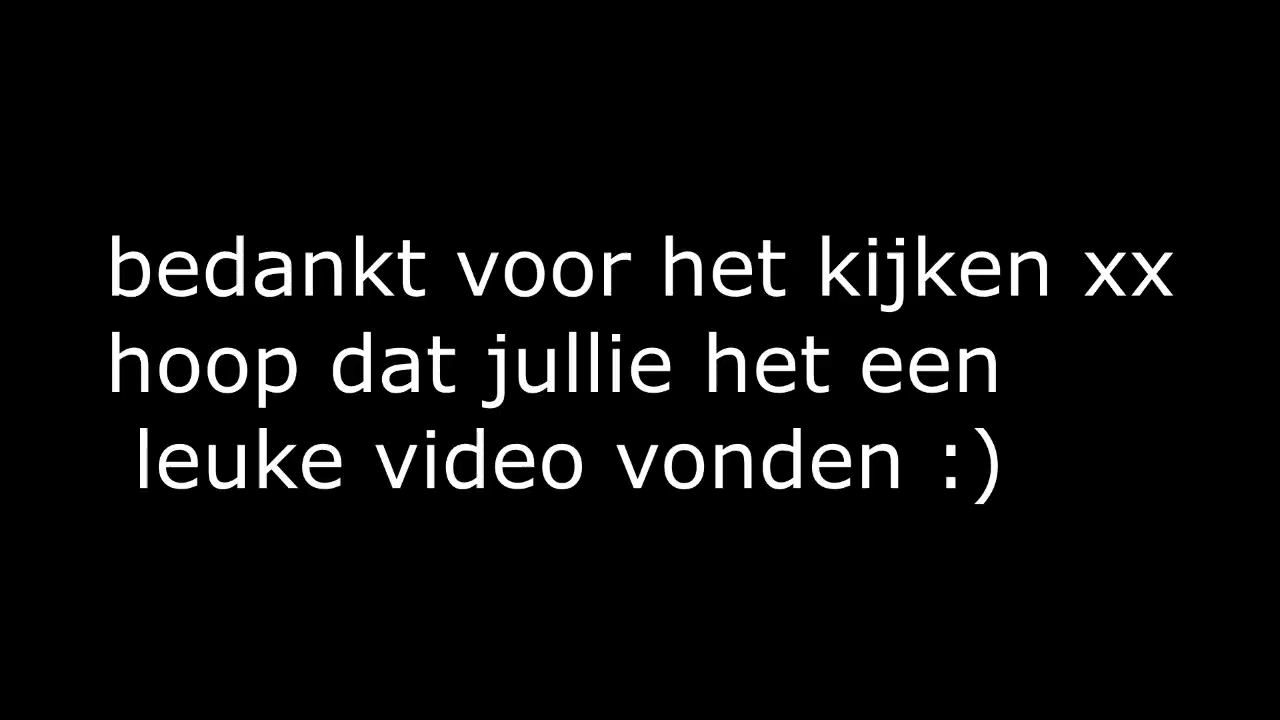 bedankt voor het kijken xx
hoop dat jullie het een
leuke video vonden :)